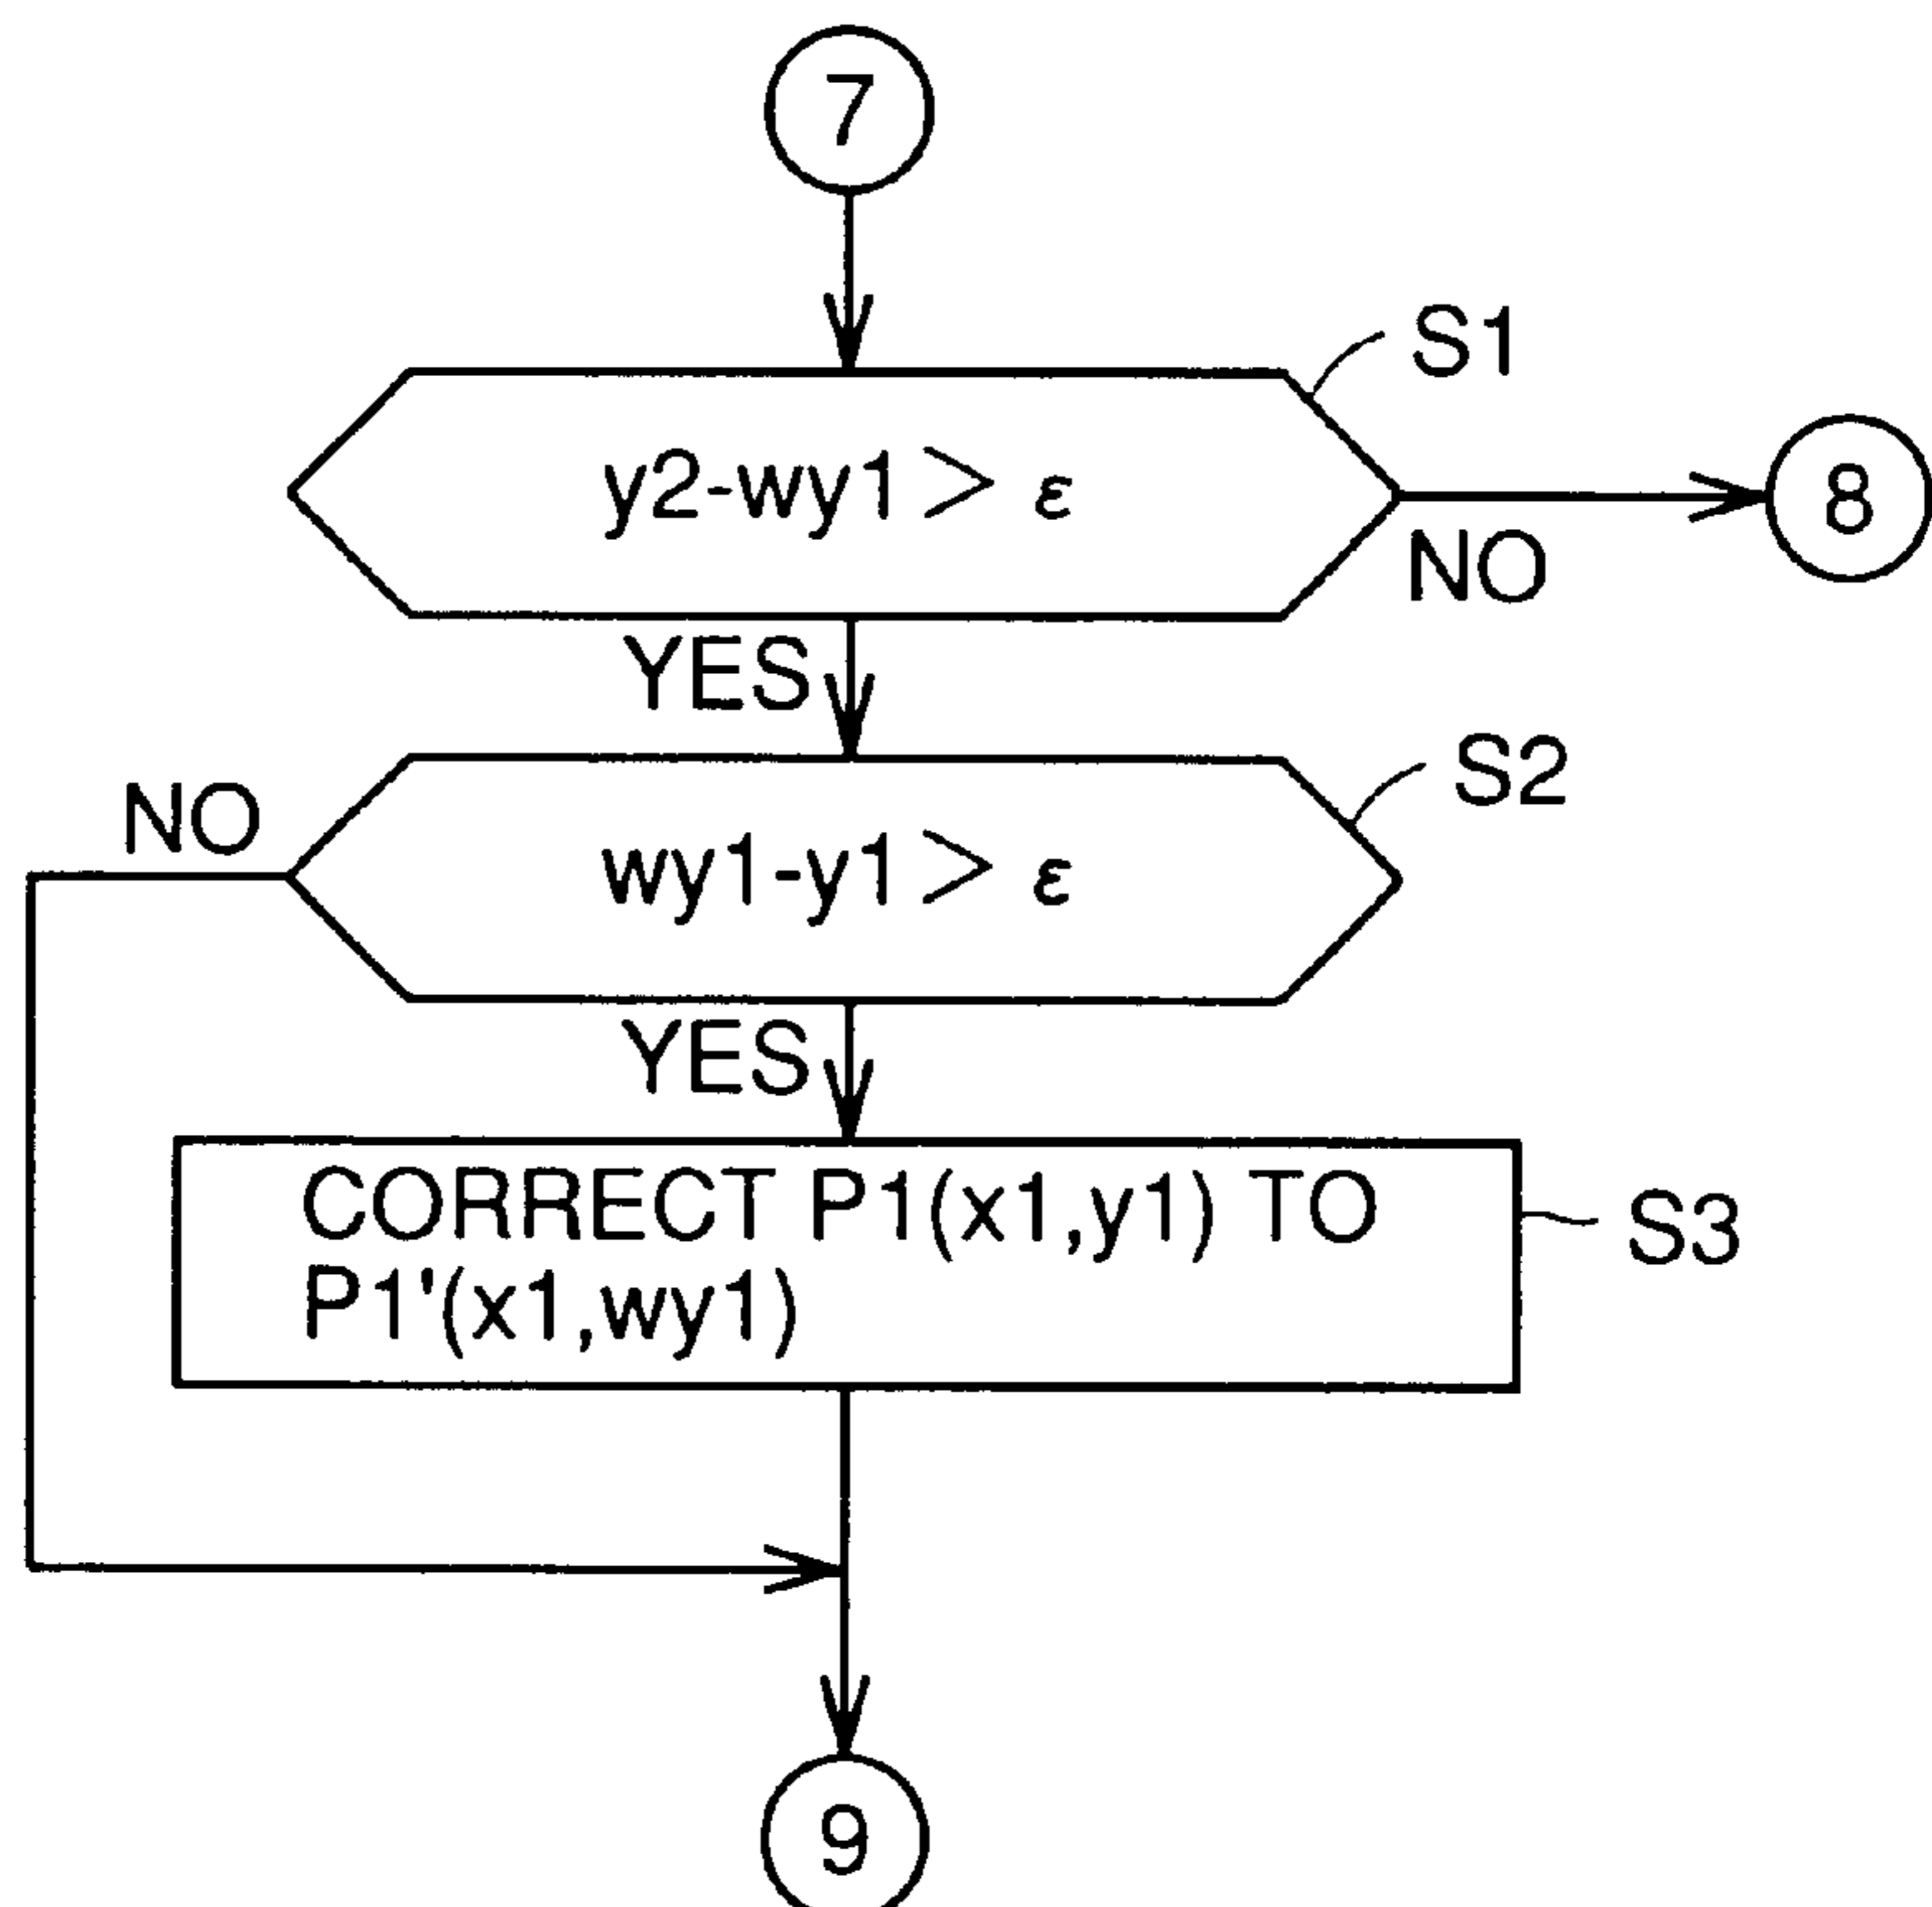 7
S1
y2-wy1> ε
8
NO
YES
S2
NO
wy1-y1> ε
YES
CORRECT P1(x1,y1) TO
P1'(x1,wy1)
S3
9